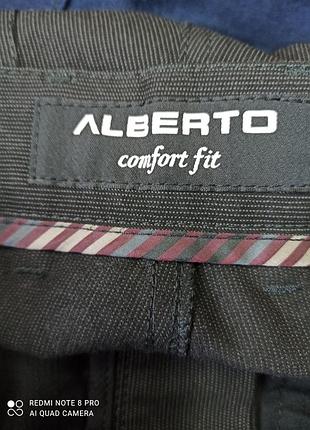 ALBERTO
comfort fit
REDMI NOTE 8 PRO
AI QUAD CAMERA